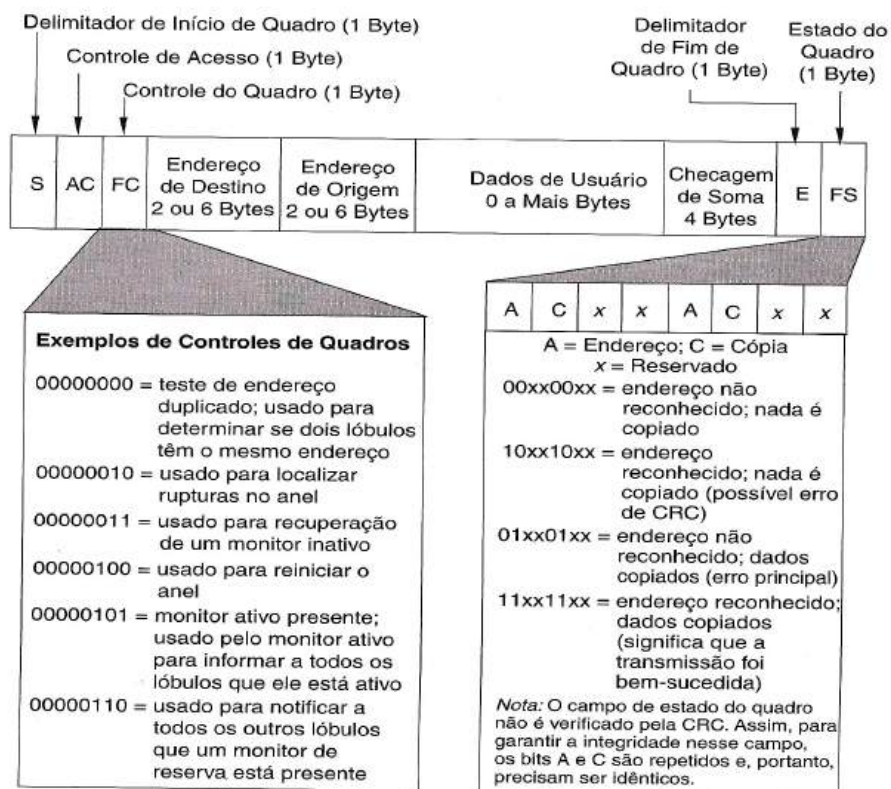 Delimitador de Início de Quadro (1 Byte)
Controle de Acesso (1 Byte)
Controle do Quadro (1 Byte)
Delimitador
de Fim de
Quadro (1 Byte)
Estado do
Quadro
(1 Byte)
S
AC
FC
Endereço
de Destino
2 ou 6 Bytes
Endereço
de Origem
2 ou 6 Bytes
Dados de Usuário
0 a Mais Bytes
Checagem
de Soma
4 Bytes
E
FS
Exemplos de Controles de Quadros
00000000 = teste de endereço
duplicado; usado para
determinar se dois lóbulos
têm o mesmo endereço
00000010 = usado para localizar
rupturas no anel
00000011 = usado para recuperação
de um monitor inativo
00000100 = usado para reiniciar o
anel
00000101 = monitor ativo presente;
usado pelo monitor ativo
para informar a todos os
lóbulos que ele está ativo
00000110 = usado para notificar a
todos os outros lóbulos
que um monitor de
reserva está presente
A C x x A C x x
A = Endereço; C = Cópia
x = Reservado
00xx00xx = endereço não
reconhecido; nada é
copiado
10xx10xx = endereço
reconhecido; nada é
copiado (possível erro
de CRC)
01xx01xx = endereço não
reconhecido; dados
copiados (erro principal)
11xx11xx = endereço reconhecido;
dados copiados
(significa que a
transmissão foi
bem-sucedida)
Nota: O campo de estado do quadro
não é verificado pela CRC. Assim, para
garantir a integridade nesse campo,
os bits A e C são repetidos e, portanto,
precisam ser idênticos.